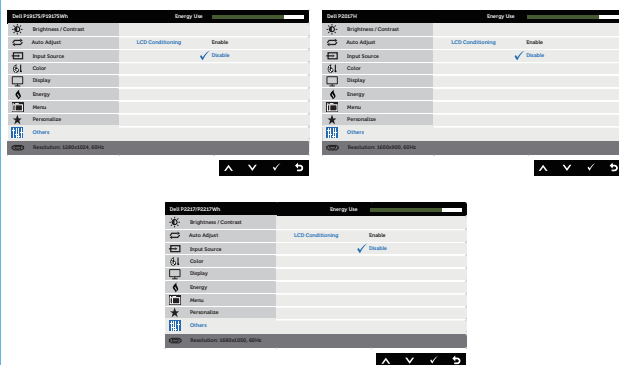 Dell P1917S/P1917SWh Energy Use
Brightness / Contrast
Auto Adjust LCD Conditioning Enable
Input Source Disable
Color
Display
Energy
Menu
Personalize
Others
Resolution: 1280x1024, 60Hz
Dell P2017H Energy Use
Brightness / Contrast
Auto Adjust LCD Conditioning Enable
Input Source Disable
Color
Display
Energy
Menu
Personalize
Others
Resolution: 1600x900, 60Hz
Dell P2217/P2217Wh Energy Use
Brightness / Contrast
Auto Adjust LCD Conditioning Enable
Input Source Disable
Color
Display
Energy
Menu
Personalize
Others
Resolution: 1680x1050, 60Hz